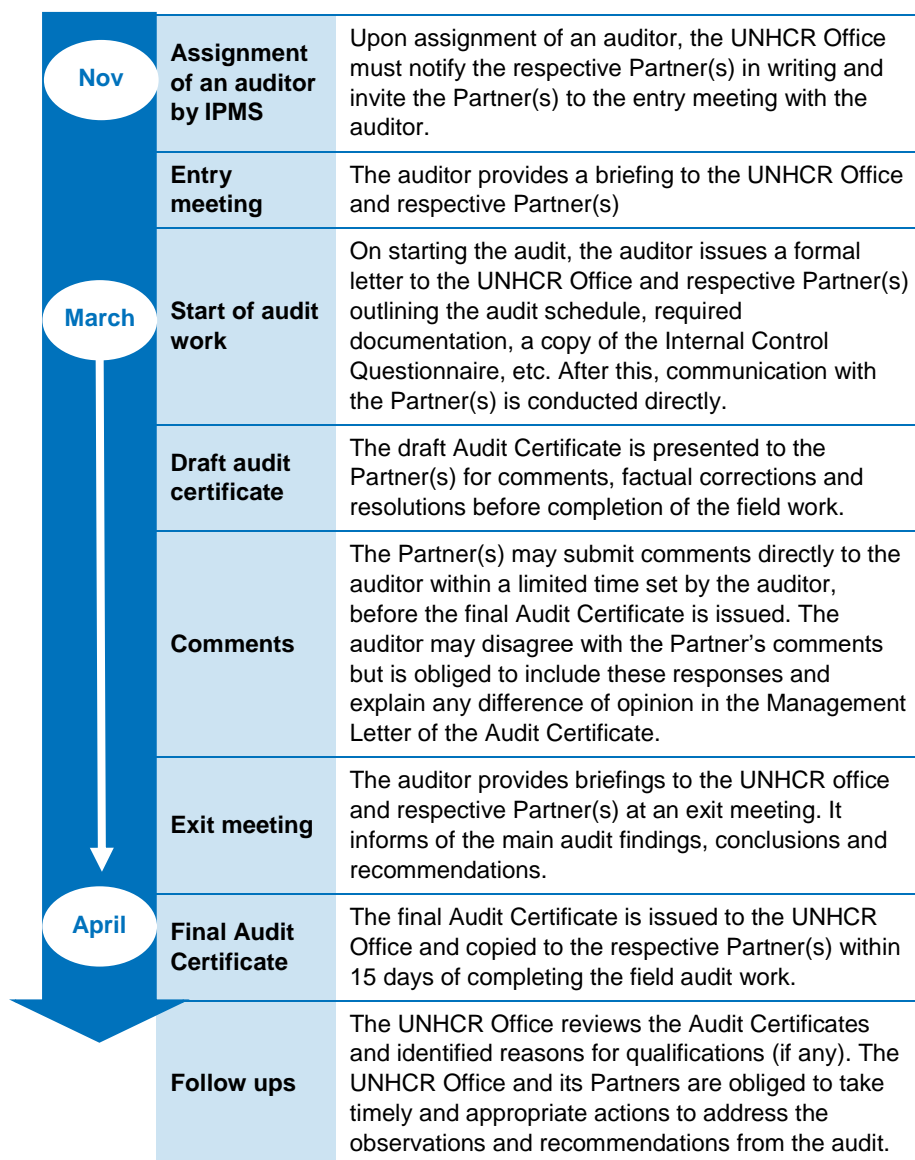 Nov
Assignment
of an auditor
by IPMS
Upon assignment of an auditor, the UNHCR Office
must notify the respective Partner(s) in writing and
invite the Partner(s) to the entry meeting with the
auditor.
Entry
meeting
The auditor provides a briefing to the UNHCR Office
and respective Partner(s)
March
Start of audit
work
On starting the audit, the auditor issues a formal
letter to the UNHCR Office and respective Partner(s)
outlining the audit schedule, required
documentation, a copy of the Internal Control
Questionnaire, etc. After this, communication with
the Partner(s) is conducted directly.
Draft audit
certificate
The draft Audit Certificate is presented to the
Partner(s) for comments, factual corrections and
resolutions before completion of the field work.
Comments
The Partner(s) may submit comments directly to the
auditor within a limited time set by the auditor,
before the final Audit Certificate is issued. The
auditor may disagree with the Partner’s comments
but is obliged to include these responses and
explain any difference of opinion in the Management
Letter of the Audit Certificate.
Exit meeting
The auditor provides briefings to the UNHCR office
and respective Partner(s) at an exit meeting. It
informs of the main audit findings, conclusions and
recommendations.
April
Final Audit
Certificate
The final Audit Certificate is issued to the UNHCR
Office and copied to the respective Partner(s) within
15 days of completing the field audit work.
Follow ups
The UNHCR Office reviews the Audit Certificates
and identified reasons for qualifications (if any). The
UNHCR Office and its Partners are obliged to take
timely and appropriate actions to address the
observations and recommendations from the audit.